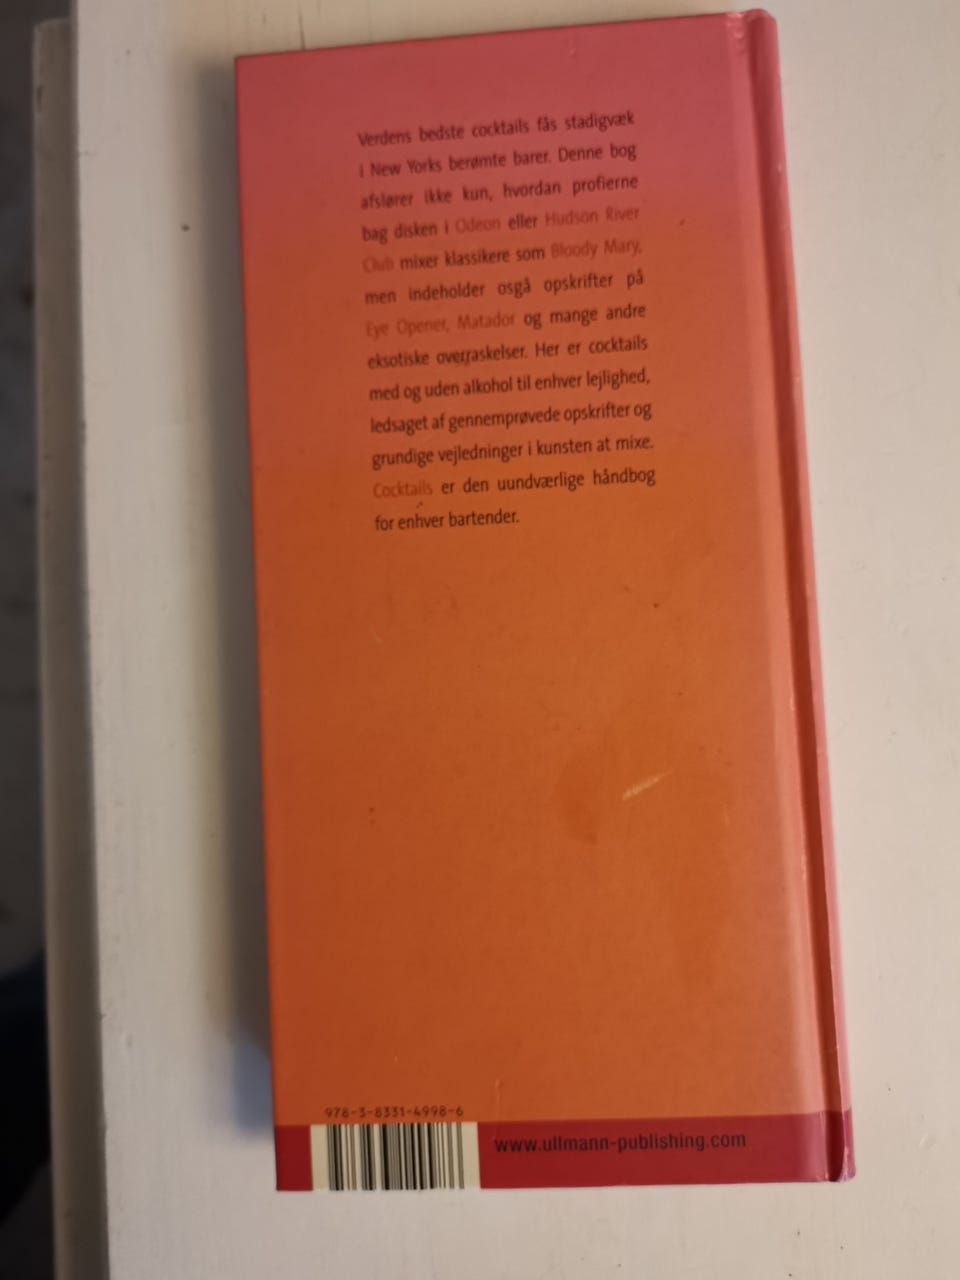 Verdens bedste cocktails fås stadigvæk
i New Yorks berømte barer. Denne bog
afslører ikke kun, hvordan profierne
bag disken i Odeon eller Hudson River
Club mixer klassikere som Bloody Mary,
men indeholder osgå opskrifter på
Eye Opener, Matador og mange andre
eksotiske overraskelser. Her er cocktails
med og uden alkohol til enhver lejlighed,
ledsaget af gennemprøvede opskrifter og
grundige vejledninger i kunsten at mixe.
Cocktails er den uundværlige håndbog
for enhver bartender.
978-3-8331-4998-6
www.ullmann-publishing.com